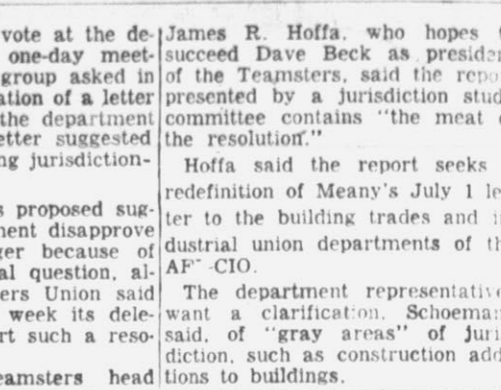 vote at the de-
one-day meet-
group asked in
ation of a letter
the department
etter suggested
ng jurisdiction-
s proposed sug-
ment disapprove
ger because of
al question, al-
ers Union said
week its dele-
rt such a reso-
eamsters head
James R. Hoffa, who hopes t
succeed Dave Beck as presiden
of the Teamsters, said the repo
presented by a jurisdiction stud
committee contains "the meat o
the resolution."
Hoffa said the report seeks
redefinition of Meany's July 1 le
ter to the building trades and in
dustrial union departments of th
AF -CIO.
The department representative
want a clarification, Schoeman
said, of "gray areas" of juris
diction, such as construction add
tions to buildings.